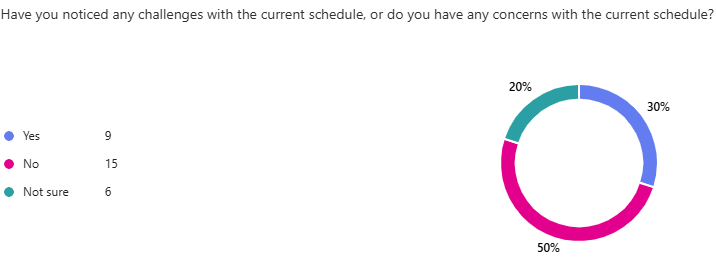 Have you noticed any challenges with the current schedule, or do you have any concerns with the current schedule?
20%
30%
Yes 9
No 15
Not sure 6
50%